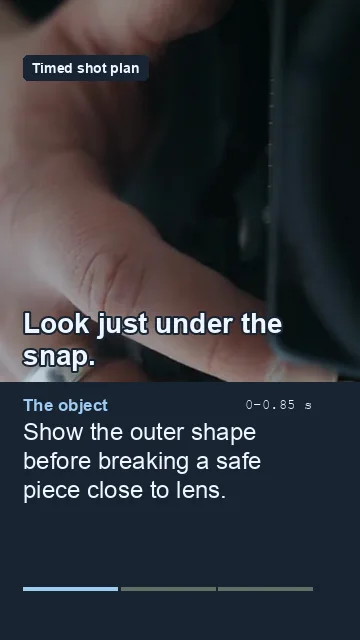 Timed shot plan
Look just under the
snap.
The object
0–0.85 s
Show the outer shape
before breaking a safe
piece close to lens.